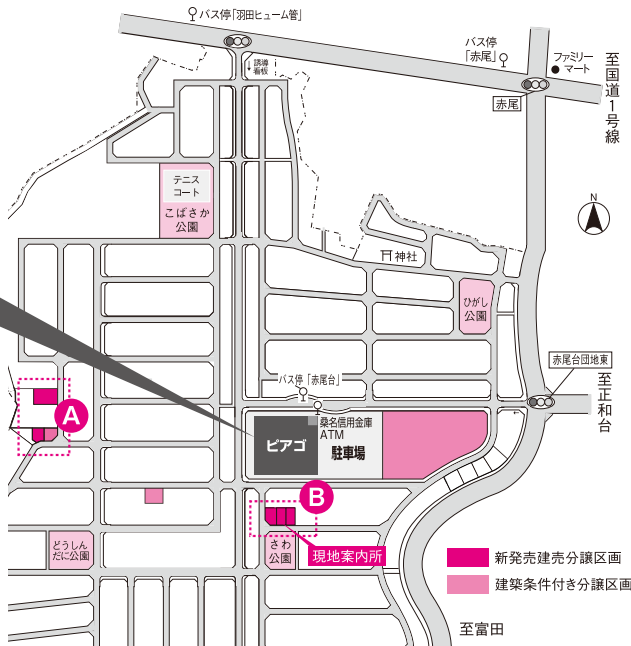 バス停「羽田ヒューム管」
誘導
看板
バス停
「赤尾」
ファミリー
マート
赤尾
至国道1号線
N
テニス
コート
こばさか
公園
神社
ひがし
公園
赤尾台団地東
至正和台
バス停「赤尾台」
A
桑名信用金庫
ATM
ピアゴ
駐車場
B
どうしん
だに公園
さわ
公園
現地案内所
新発売建売分譲区画
建築条件付き分譲区画
至富田